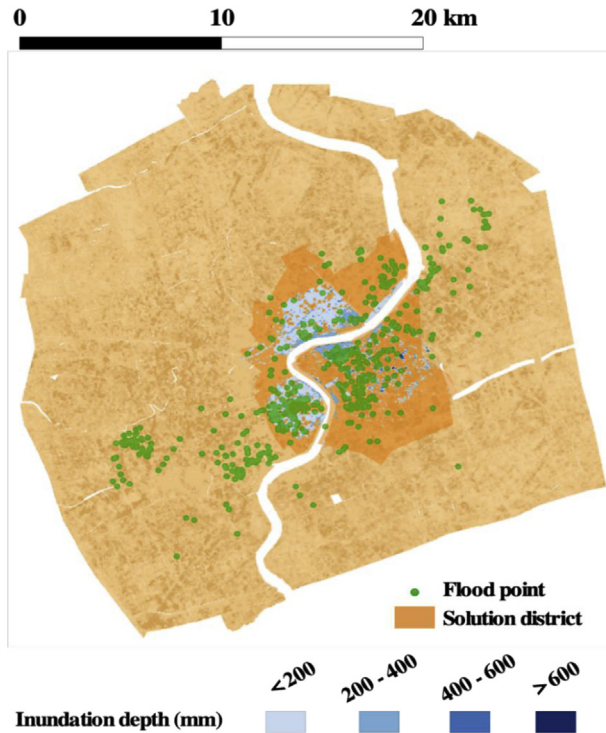 0 10 20 km
Flood point
Solution district
<200 200 - 400 400 - 600 >600
Inundation depth (mm)